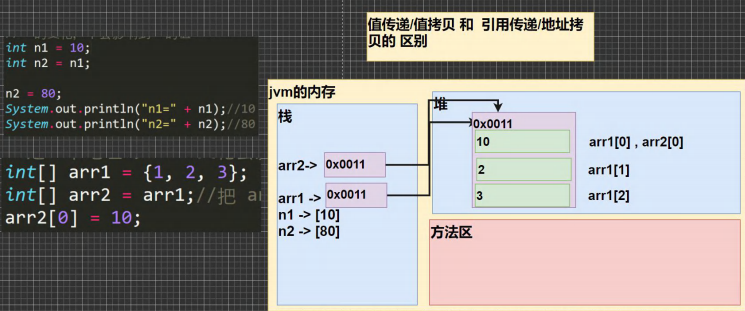 int n1 = 10;
int n2 = n1;
n2 = 80;
System.out.println("n1=" + n1);//10
System.out.println("n2=" + n2);//80
int[] arr1 = {1, 2, 3};
int[] arr2 = arr1;//把 ar
arr2[0] = 10;
值传递/值拷贝 和 引用传递/地址拷
贝的 区别
jvm的内存
栈
arr2-> 0x0011
arr1 -> 0x0011
n1 -> [10]
n2 -> [80]
堆
0x0011
10 arr1[0] , arr2[0]
2 arr1[1]
3 arr1[2]
方法区